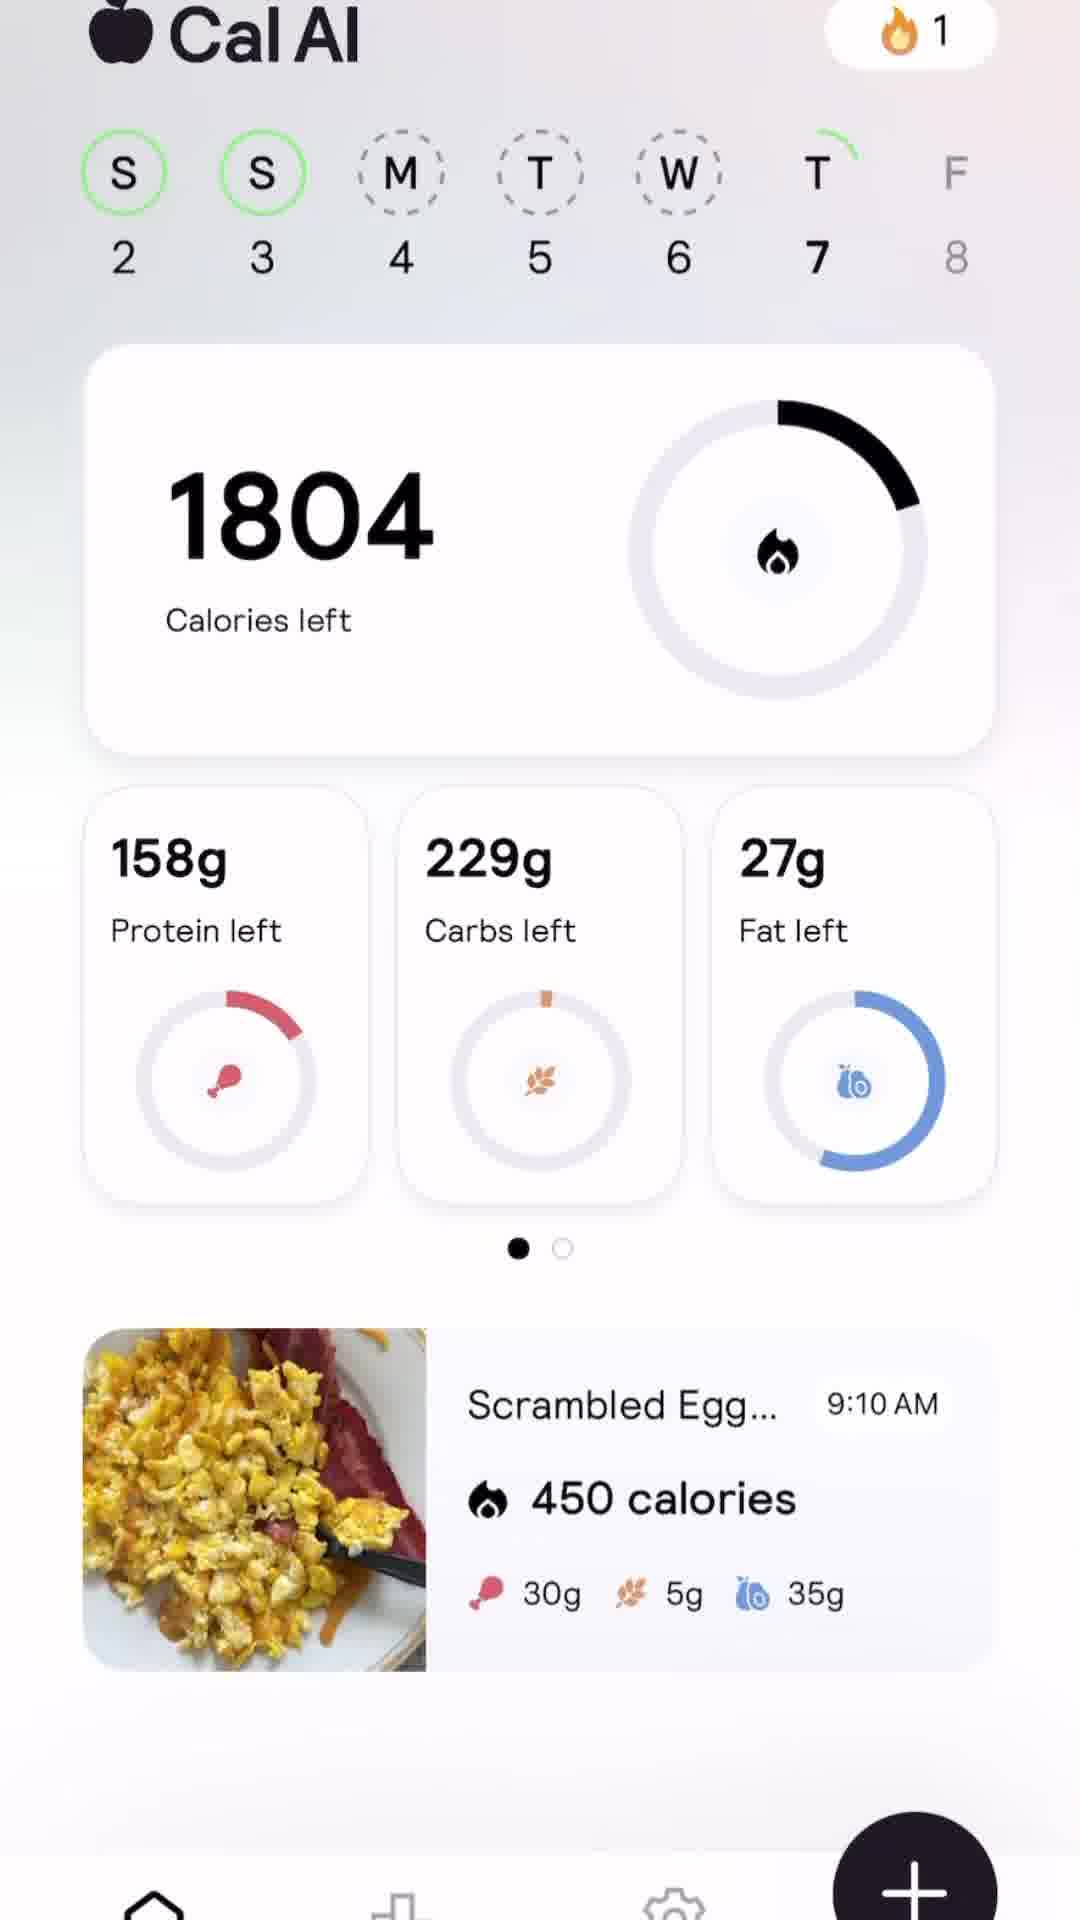 Cal AI
1
S S M T W T F
2 3 4 5 6 7 8
1804
Calories left
158g
Protein left
229g
Carbs left
27g
Fat left
Scrambled Egg...
9:10 AM
450 calories
30g 5g 35g